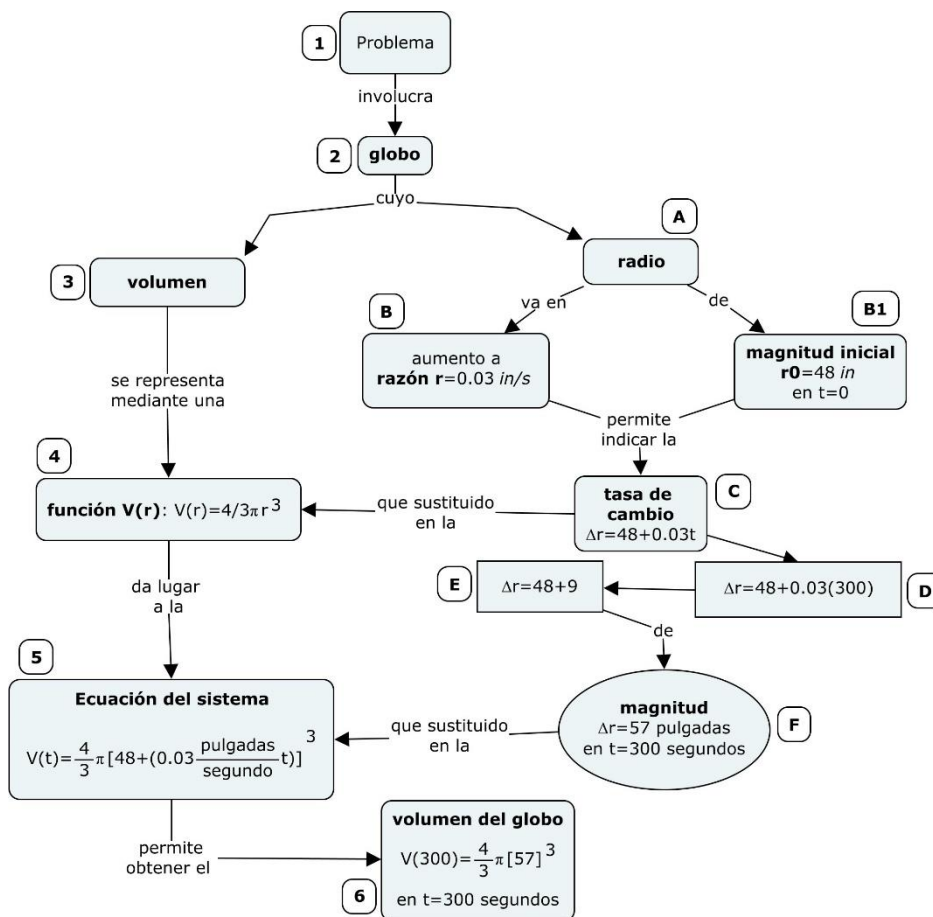 1
Problema
involucra
2
globo
cuyo
A
radio
3
volumen
va en
de
B
aumento a
razón r=0.03 in/s
B1
magnitud inicial
r0=48 in
en t=0
se representa
mediante una
permite
indicar la
4
función V(r): V(r)=4/3π r³
que sustituido
en la
C
tasa de
cambio
Δr=48+0.03t
da lugar
a la
E
Δr=48+9
Δr=48+0.03(300)
D
de
5
Ecuación del sistema
V(t)=4/3 π [48+(0.03 pulgadas/segundo t)]³
que sustituido
en la
magnitud
Δr=57 pulgadas
en t=300 segundos
F
permite
obtener el
volumen del globo
V(300)=4/3 π [57]³
en t=300 segundos
6